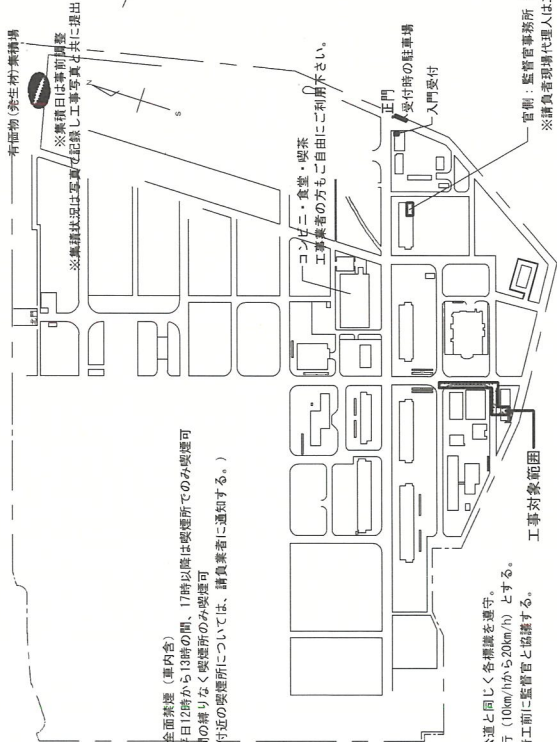 有価物(発生材)集積場
※集積日は事前調整
※集積状況は写真で記録し工事写真と共に提出
N
S
北門
コンビニ・食堂・喫茶
工事業者の方もご自由にご利用下さい。
正門
受付時の駐車場
入門受付
官側：監督官事務所
※請負者現場代理人は
工事対象範囲
全面禁煙（車内含）
日12時から13時の間、17時以降は喫煙所でのみ喫煙可
間の縛りなく喫煙所のみ喫煙可
付近の喫煙所については、請負業者に通知する。）
道と同じく各標識を遵守。
行（10km/hから20km/h）とする。
工前に監督官と協議する。